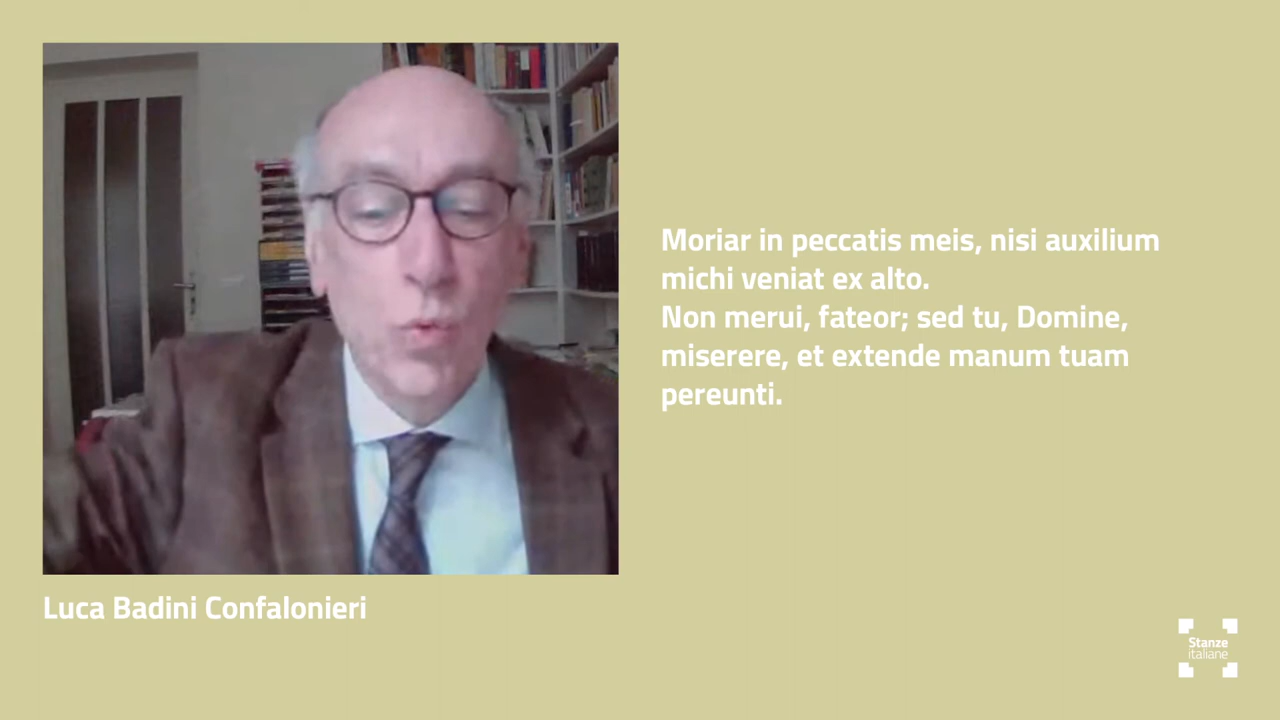 Moriar in peccatis meis, nisi auxilium
michi veniat ex alto.
Non merui, fateor; sed tu, Domine,
miserere, et extende manum tuam
pereunti.
Luca Badini Confalonieri
Stanze
italiane